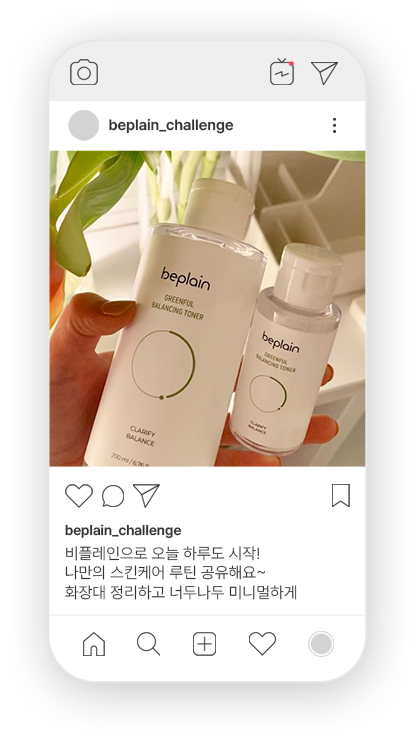 beplain_challenge
beplain
GREENFUL
BALANCING TONER
CLARIFY
BALANCE
beplain
GREENFUL
BALANCING TONER
CLARIFY
BALANCE
beplain_challenge
비플레인으로 오늘 하루도 시작!
나만의 스킨케어 루틴 공유해요~
화장대 정리하고 너두나두 미니멀하게